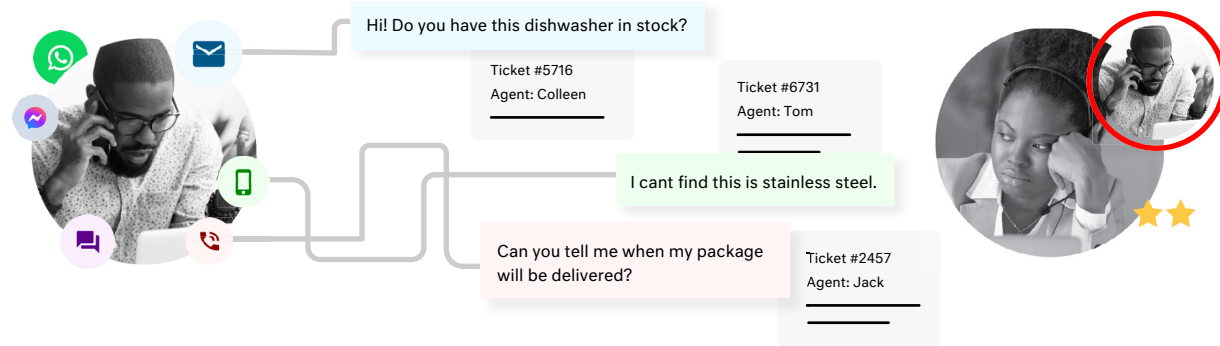 Hi! Do you have this dishwasher in stock?
Ticket #5716
Agent: Colleen
Ticket #6731
Agent: Tom
I cant find this is stainless steel.
Can you tell me when my package
will be delivered?
Ticket #2457
Agent: Jack